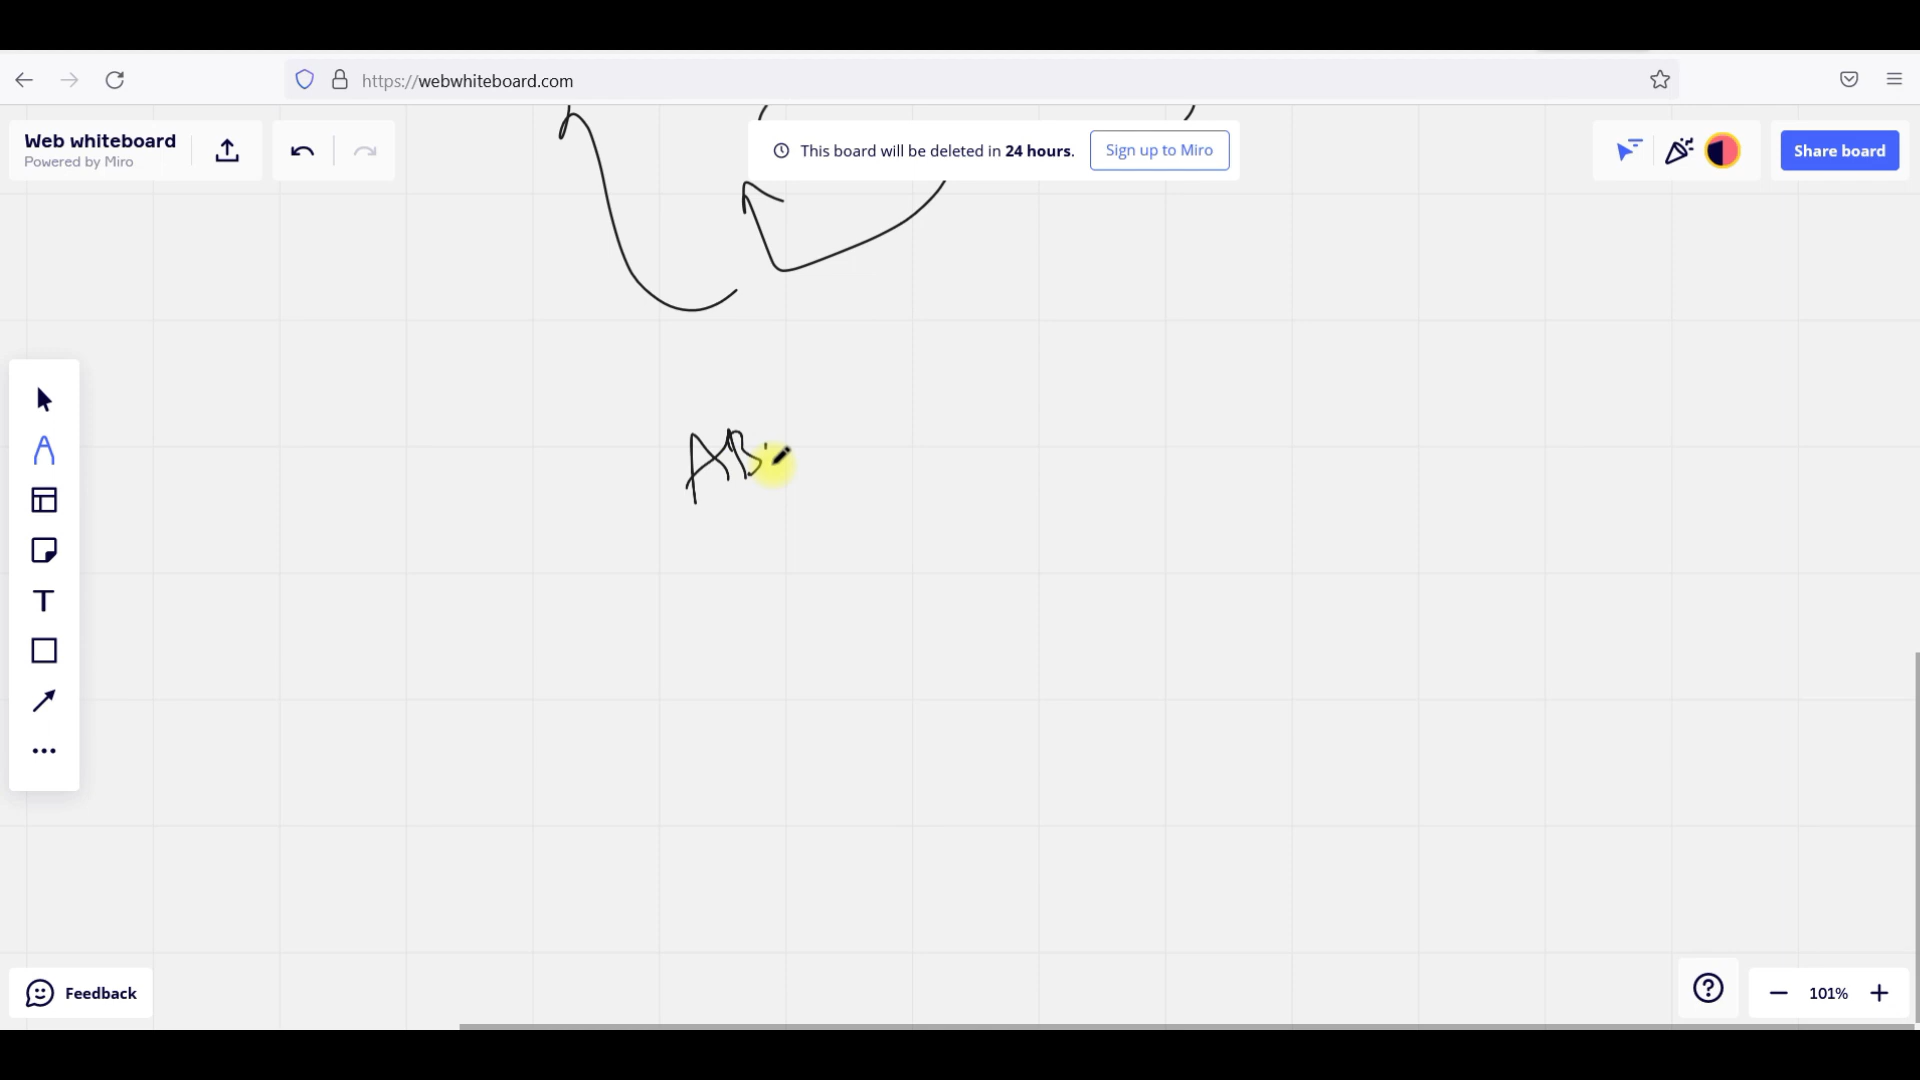 https://webwhiteboard.com
Web whiteboard
Powered by Miro
This board will be deleted in 24 hours.
Sign up to Miro
Share board
T
Feedback
101%